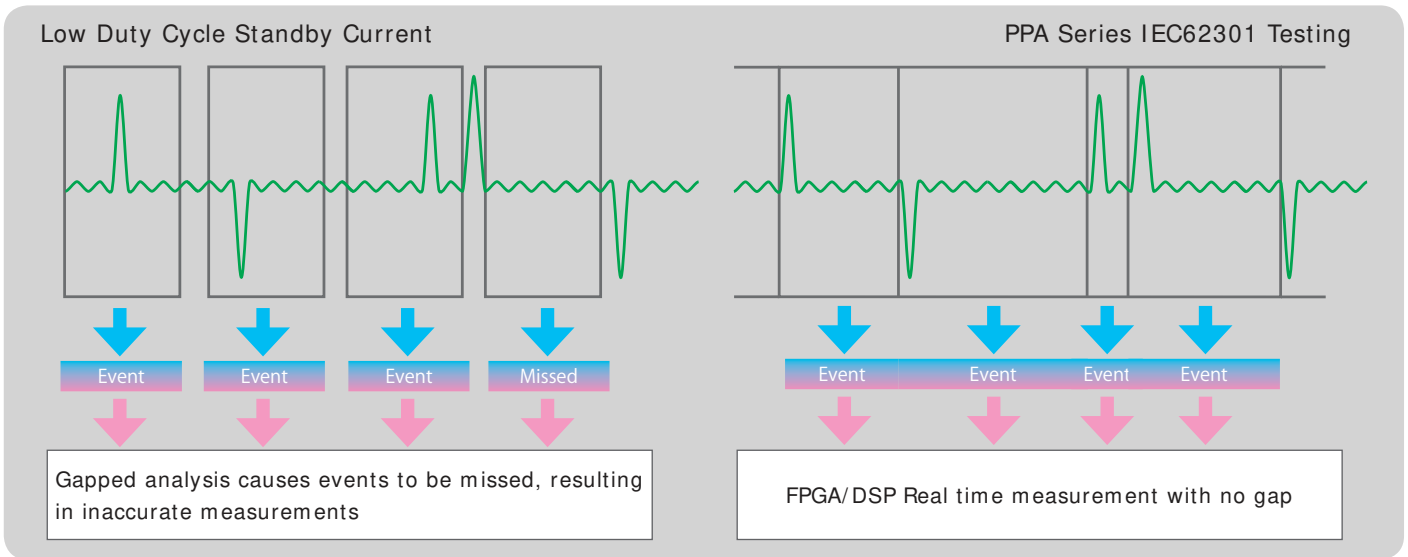 Low Duty Cycle Standby Current
PPA Series IEC62301 Testing
Event
Event
Event
Missed
Event
Event
Event
Event
Gapped analysis causes events to be missed, resulting
in inaccurate measurements
FPGA/DSP Real time measurement with no gap